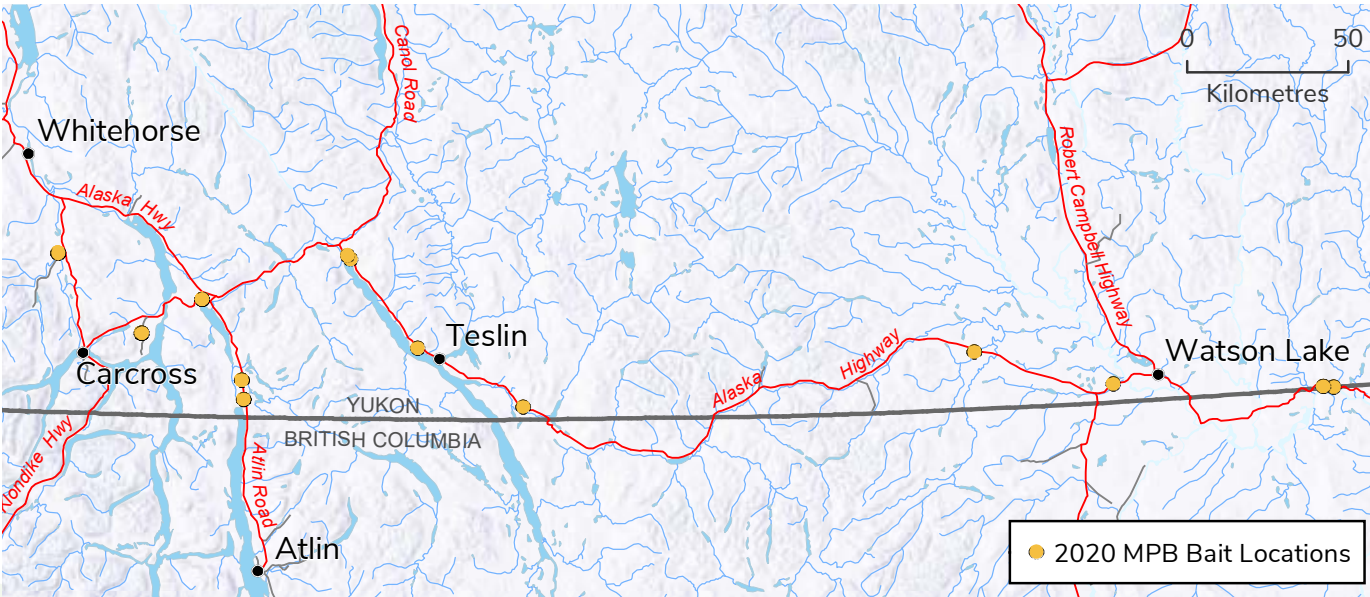 0 50
Kilometres
Canol Road
Whitehorse
Alaska Hwy
Robert Campbell Highway
Teslin
Watson Lake
Alaska Highway
Carcross
YUKON
BRITISH COLUMBIA
Klondike Hwy
Atlin Road
Atlin
2020 MPB Bait Locations